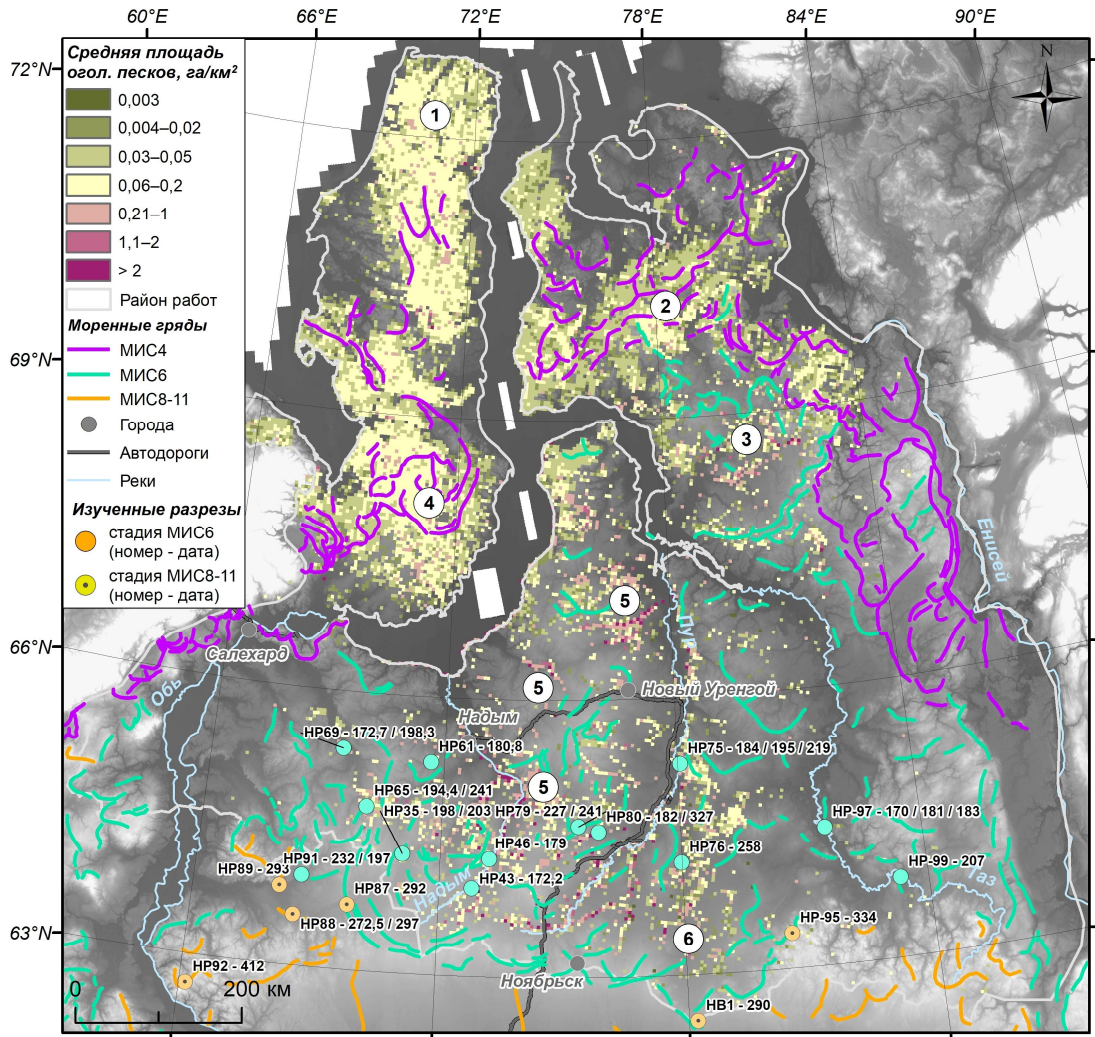 60°E 66°E 72°E 78°E 84°E 90°E
72°N
69°N
66°N
63°N
N
Средняя площадь
огол. песков, га/км²
0,003
0,004–0,02
0,03–0,05
0,06–0,2
0,21–1
1,1–2
> 2
Район работ
Моренные гряды
МИС4
МИС6
МИС8-11
Города
Автодороги
Реки
Изученные разрезы
стадия МИС6
(номер - дата)
стадия МИС8-11
(номер - дата)
1
2
3
4
5
5
5
6
Енисей
Пур
Салехард
Обь
Новый Уренгой
Надым
HP69 - 172,7 / 198,3
HP61 - 180,8
HP75 - 184 / 195 / 219
HP65 - 194,4 / 241
HP35 - 198 / 203
HP79 - 227 / 241
HP80 - 182 / 327
HP-97 - 170 / 181 / 183
HP46 - 179
HP76 - 258
HP91 - 232 / 197
HP89 - 293
HP-99 - 207
Таз
HP87 - 292
HP43 - 172,2
Надым
HP88 - 272,5 / 297
HP-95 - 334
HP92 - 412
Ноябрьск
HB1 - 290
0 200 км